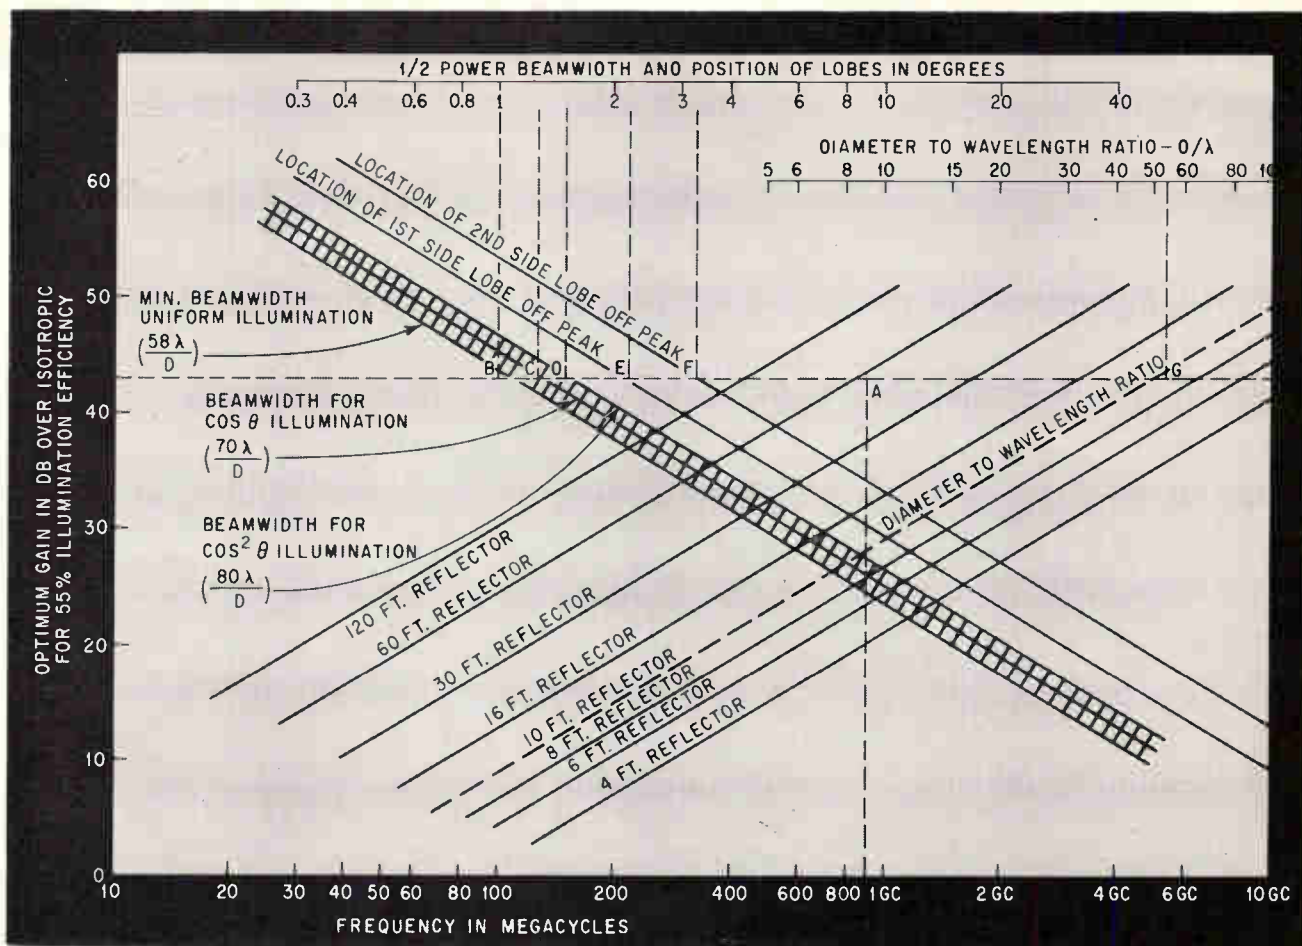 1/2 POWER BEAMWIDTH AND POSITION OF LOBES IN DEGREES
0.3 0.4 0.6 0.8 1 2 3 4 6 8 10 20 40
DIAMETER TO WAVELENGTH RATIO-D/λ
5 6 8 10 15 20 30 40 50 60 80 10
LOCATION OF 2ND SIDE LOBE OFF PEAK
LOCATION OF 1ST SIDE LOBE OFF PEAK
OPTIMUM GAIN IN DB OVER ISOTROPIC
FOR 55% ILLUMINATION EFFICIENCY
60
50
40
30
20
10
0
MIN. BEAMWIDTH
UNIFORM ILLUMINATION
(58λ/D)
B C D E F A G
BEAMWIDTH FOR
COS θ ILLUMINATION
(70λ/D)
BEAMWIDTH FOR
COS² θ ILLUMINATION
(80λ/D)
DIAMETER TO WAVELENGTH RATIO
120 FT. REFLECTOR
60 FT. REFLECTOR
30 FT. REFLECTOR
16 FT. REFLECTOR
10 FT. REFLECTOR
8 FT. REFLECTOR
6 FT. REFLECTOR
4 FT. REFLECTOR
10 20 30 40 50 60 80 100 200 400 600 800 1GC 2GC 4GC 6GC 10GC
FREQUENCY IN MEGACYCLES